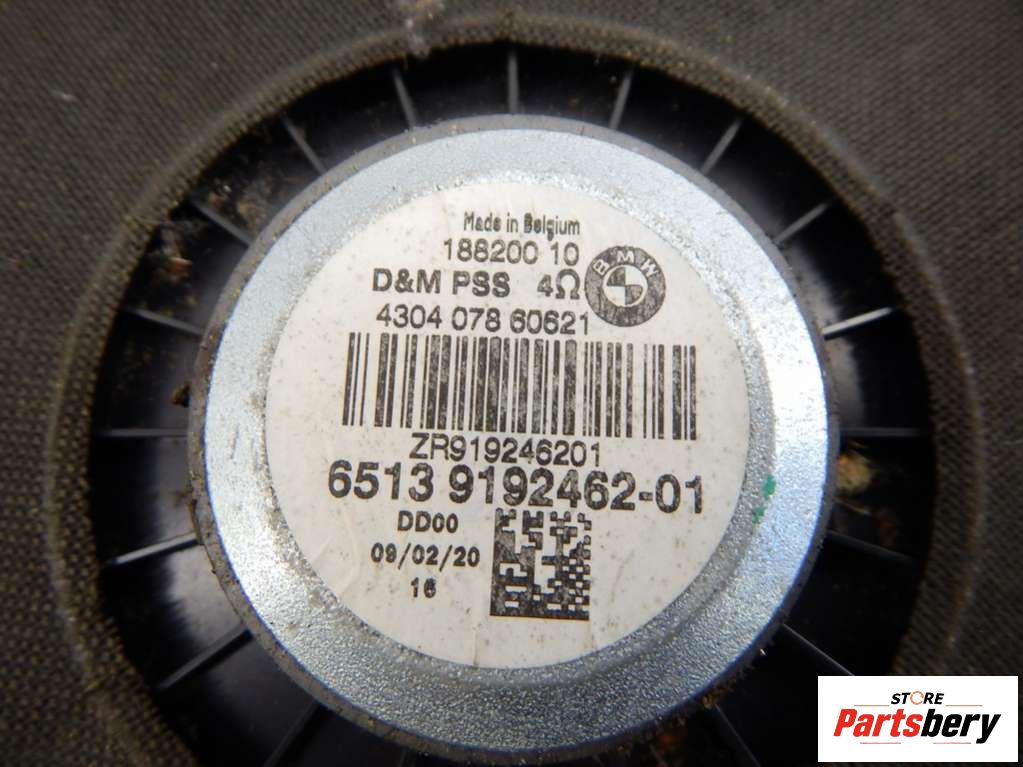 Made in Belgium
188200 10
D&M PSS 4Ω
BMW
4304 078 60621
ZR919246201
6513 9192462-01
DD00
09/02/20
16
STORE
Partsbery